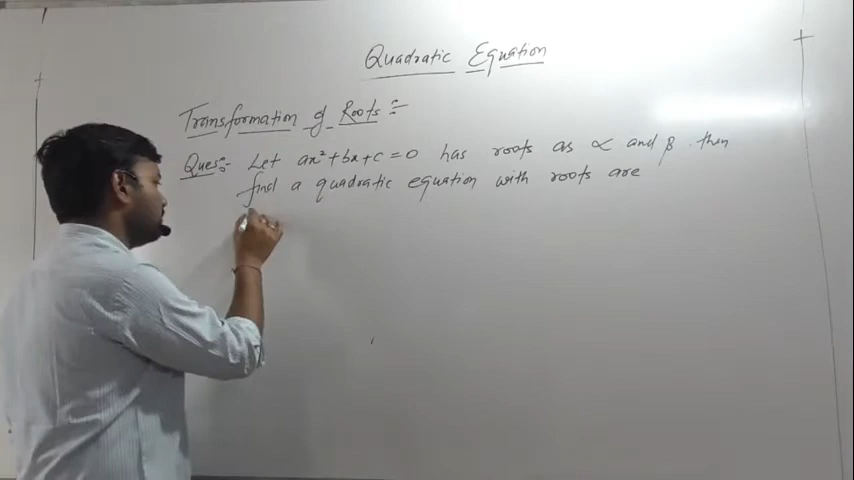 Quadratic Equation
Transformation of Roots :-
Ques:- Let ax² + bx + c = 0 has roots as α and β. then
find a quadratic equation with roots are